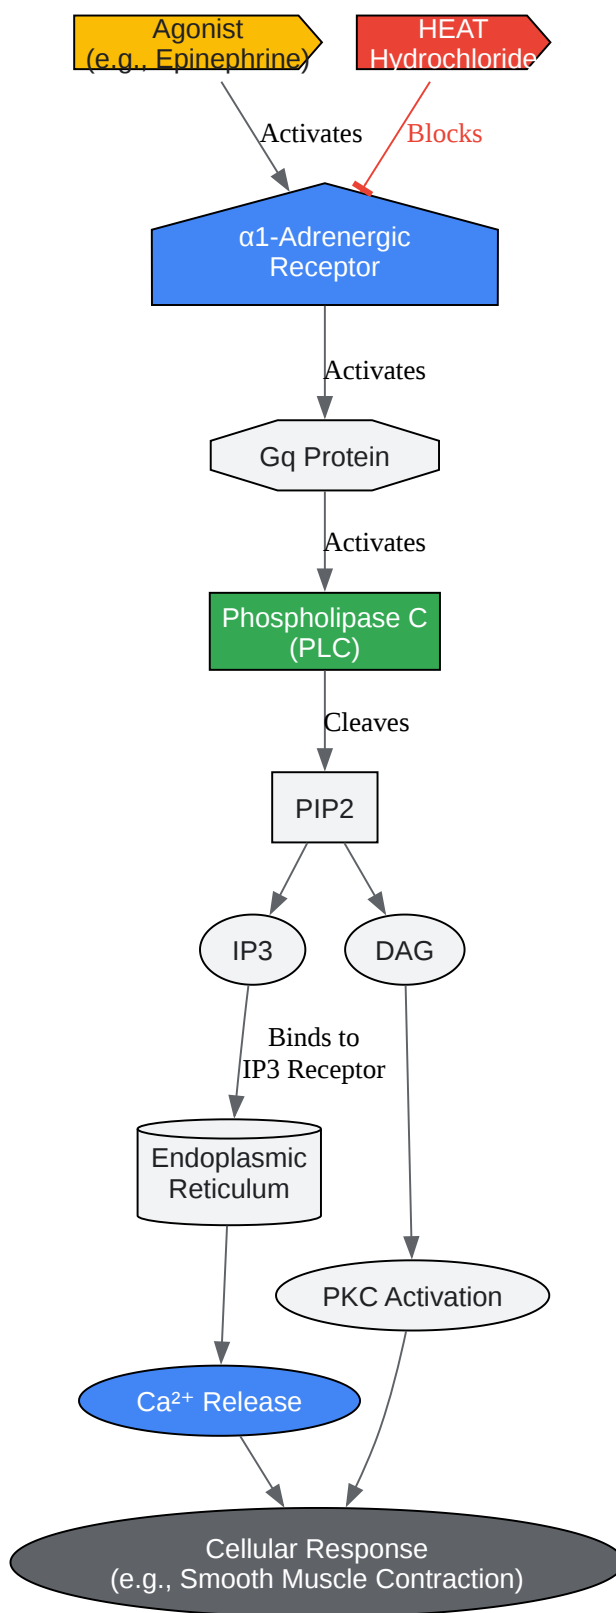 Agonist
(e.g., Epinephrine)
HEAT
Hydrochloride
Activates
Blocks
α1-Adrenergic
Receptor
Activates
Gq Protein
Activates
Phospholipase C
(PLC)
Cleaves
PIP2
IP3
DAG
Binds to
IP3 Receptor
Endoplasmic
Reticulum
PKC Activation
Ca²⁺ Release
Cellular Response
(e.g., Smooth Muscle Contraction)